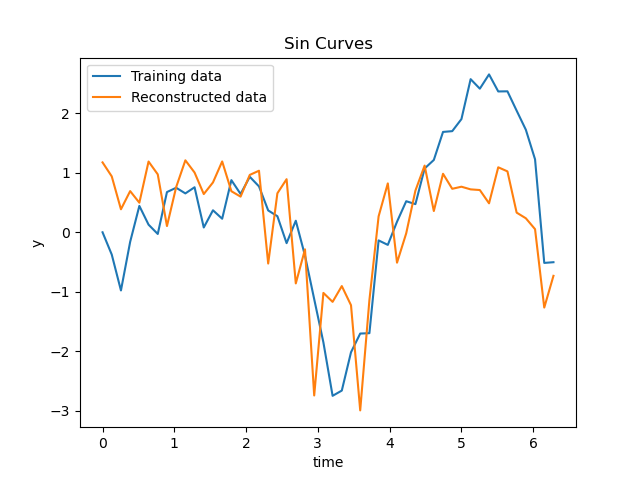 Sin Curves
Training data
Reconstructed data
y
2
1
0
−1
−2
−3
0 1 2 3 4 5 6
time